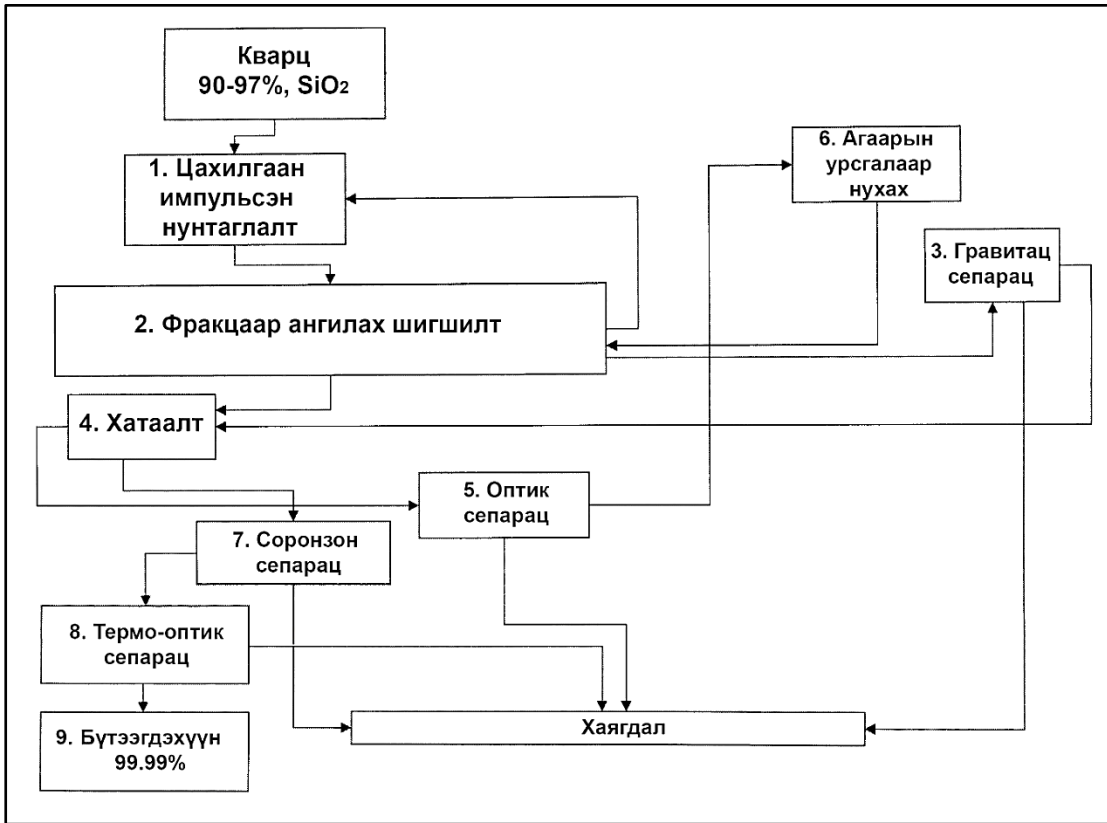 Кварц
90-97%, SiO2
1. Цахилгаан
импульсэн
нунтаглалт
6. Агаарын
урсгалаар
нухах
3. Гравитац
сепарац
2. Фракцаар ангилах шигшилт
4. Хатаалт
5. Оптик
сепарац
7. Соронзон
сепарац
8. Термо-оптик
сепарац
Хаягдал
9. Бүтээгдэхүүн
99.99%